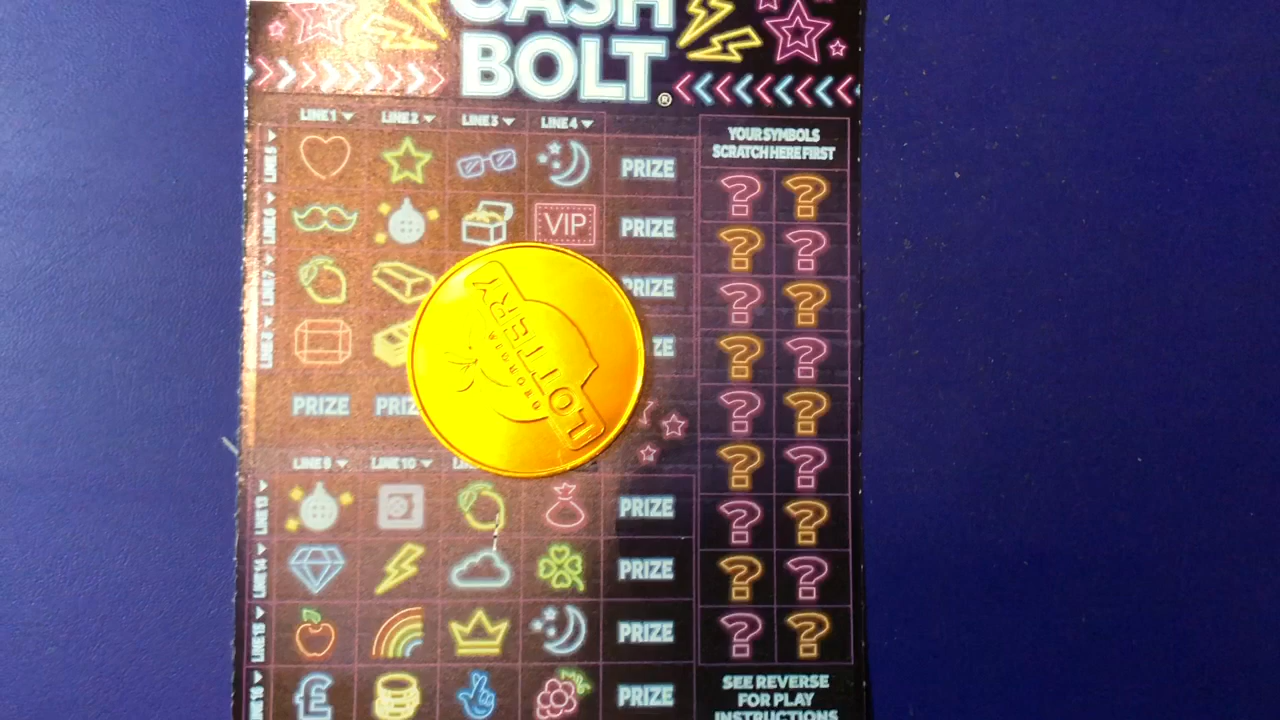 CASH
BOLT®
LINE 1 LINE 2 LINE 3 LINE 4
YOUR SYMBOLS
SCRATCH HERE FIRST
LINE 5
PRIZE
LINE 6
VIP
PRIZE
LINE 7
PRIZE
LINE 8
ZE
PRIZE PRIZ
LOTTERY
LINE 9 LINE 10
LINE 13
PRIZE
LINE 14
PRIZE
LINE 15
PRIZE
LINE 16
£
PRIZE
? ?
? ?
? ?
? ?
? ?
? ?
? ?
? ?
? ?
SEE REVERSE
FOR PLAY
INSTRUCTIONS